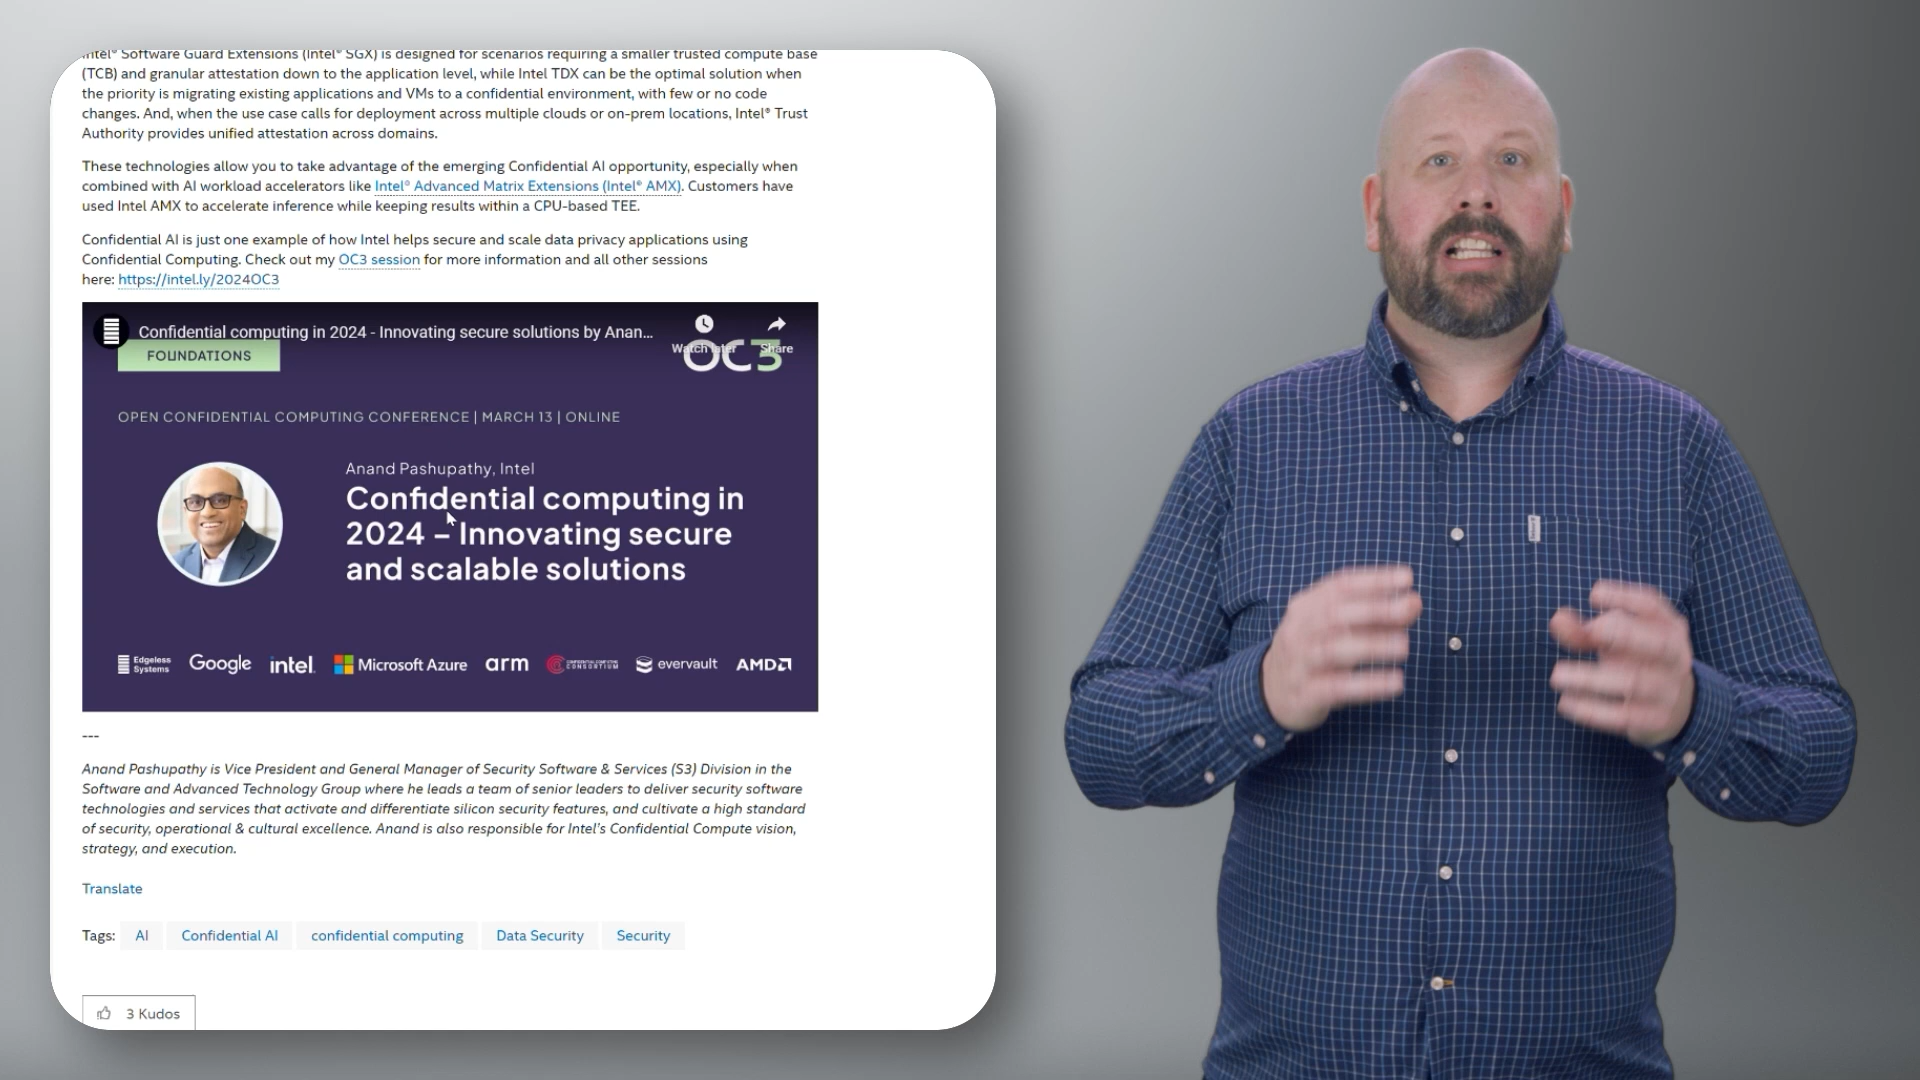 Intel® Software Guard Extensions (Intel® SGX) is designed for scenarios requiring a smaller trusted compute base
(TCB) and granular attestation down to the application level, while Intel TDX can be the optimal solution when
the priority is migrating existing applications and VMs to a confidential environment, with few or no code
changes. And, when the use case calls for deployment across multiple clouds or on-prem locations, Intel® Trust
Authority provides unified attestation across domains.
These technologies allow you to take advantage of the emerging Confidential AI opportunity, especially when
combined with AI workload accelerators like Intel® Advanced Matrix Extensions (Intel® AMX). Customers have
used Intel AMX to accelerate inference while keeping results within a CPU-based TEE.
Confidential AI is just one example of how Intel helps secure and scale data privacy applications using
Confidential Computing. Check out my OC3 session for more information and all other sessions
here: https://intel.ly/2024OC3
Confidential computing in 2024 - Innovating secure solutions by Anan...
Watch later Share
FOUNDATIONS
OC3
OPEN CONFIDENTIAL COMPUTING CONFERENCE | MARCH 13 | ONLINE
Anand Pashupathy, Intel
Confidential computing in
2024 – Innovating secure
and scalable solutions
Edgeless Systems Google intel. Microsoft Azure arm CONFIDENTIAL COMPUTING CONSORTIUM evervault AMD
---
Anand Pashupathy is Vice President and General Manager of Security Software & Services (S3) Division in the
Software and Advanced Technology Group where he leads a team of senior leaders to deliver security software
technologies and services that activate and differentiate silicon security features, and cultivate a high standard
of security, operational & cultural excellence. Anand is also responsible for Intel's Confidential Compute vision,
strategy, and execution.
Translate
Tags: AI Confidential AI confidential computing Data Security Security
3 Kudos